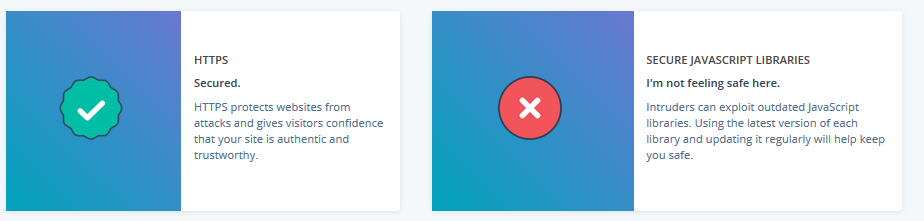 HTTPS
Secured.
HTTPS protects websites from
attacks and gives visitors confidence
that your site is authentic and
trustworthy.
SECURE JAVASCRIPT LIBRARIES
I'm not feeling safe here.
Intruders can exploit outdated JavaScript
libraries. Using the latest version of each
library and updating it regularly will help keep
you safe.